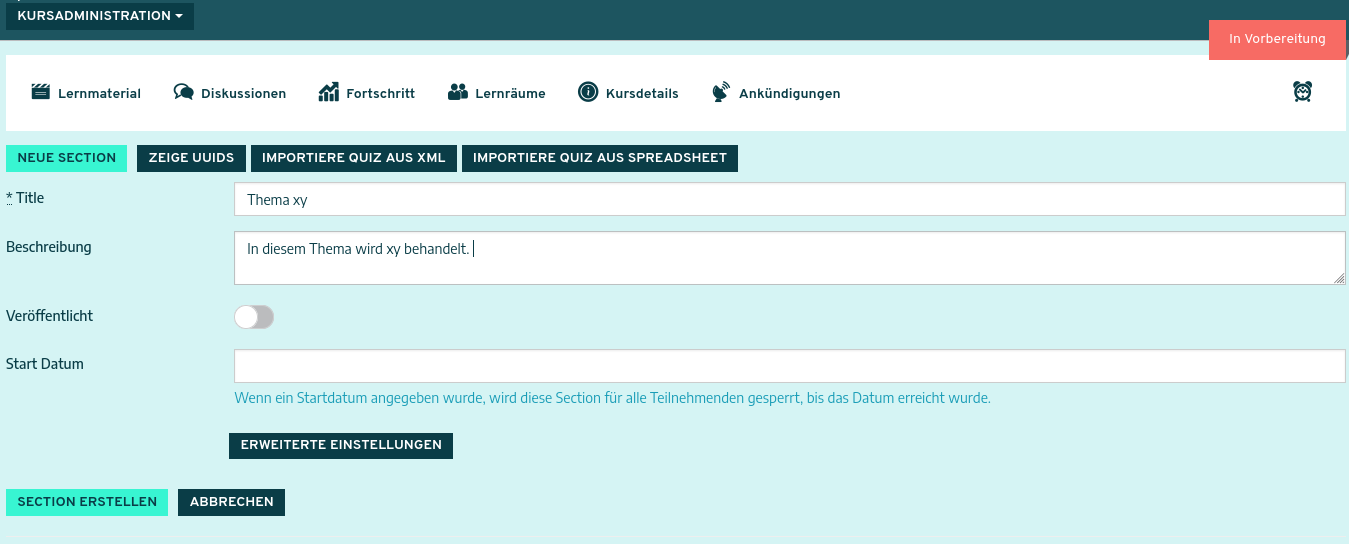 KURSADMINISTRATION
In Vorbereitung
Lernmaterial Diskussionen Fortschritt Lernräume Kursdetails Ankündigungen
NEUE SECTION ZEIGE UUIDS IMPORTIERE QUIZ AUS XML IMPORTIERE QUIZ AUS SPREADSHEET
* Title Thema xy
Beschreibung In diesem Thema wird xy behandelt.
Veröffentlicht
Start Datum
Wenn ein Startdatum angegeben wurde, wird diese Section für alle Teilnehmenden gesperrt, bis das Datum erreicht wurde.
ERWEITERTE EINSTELLUNGEN
SECTION ERSTELLEN ABBRECHEN